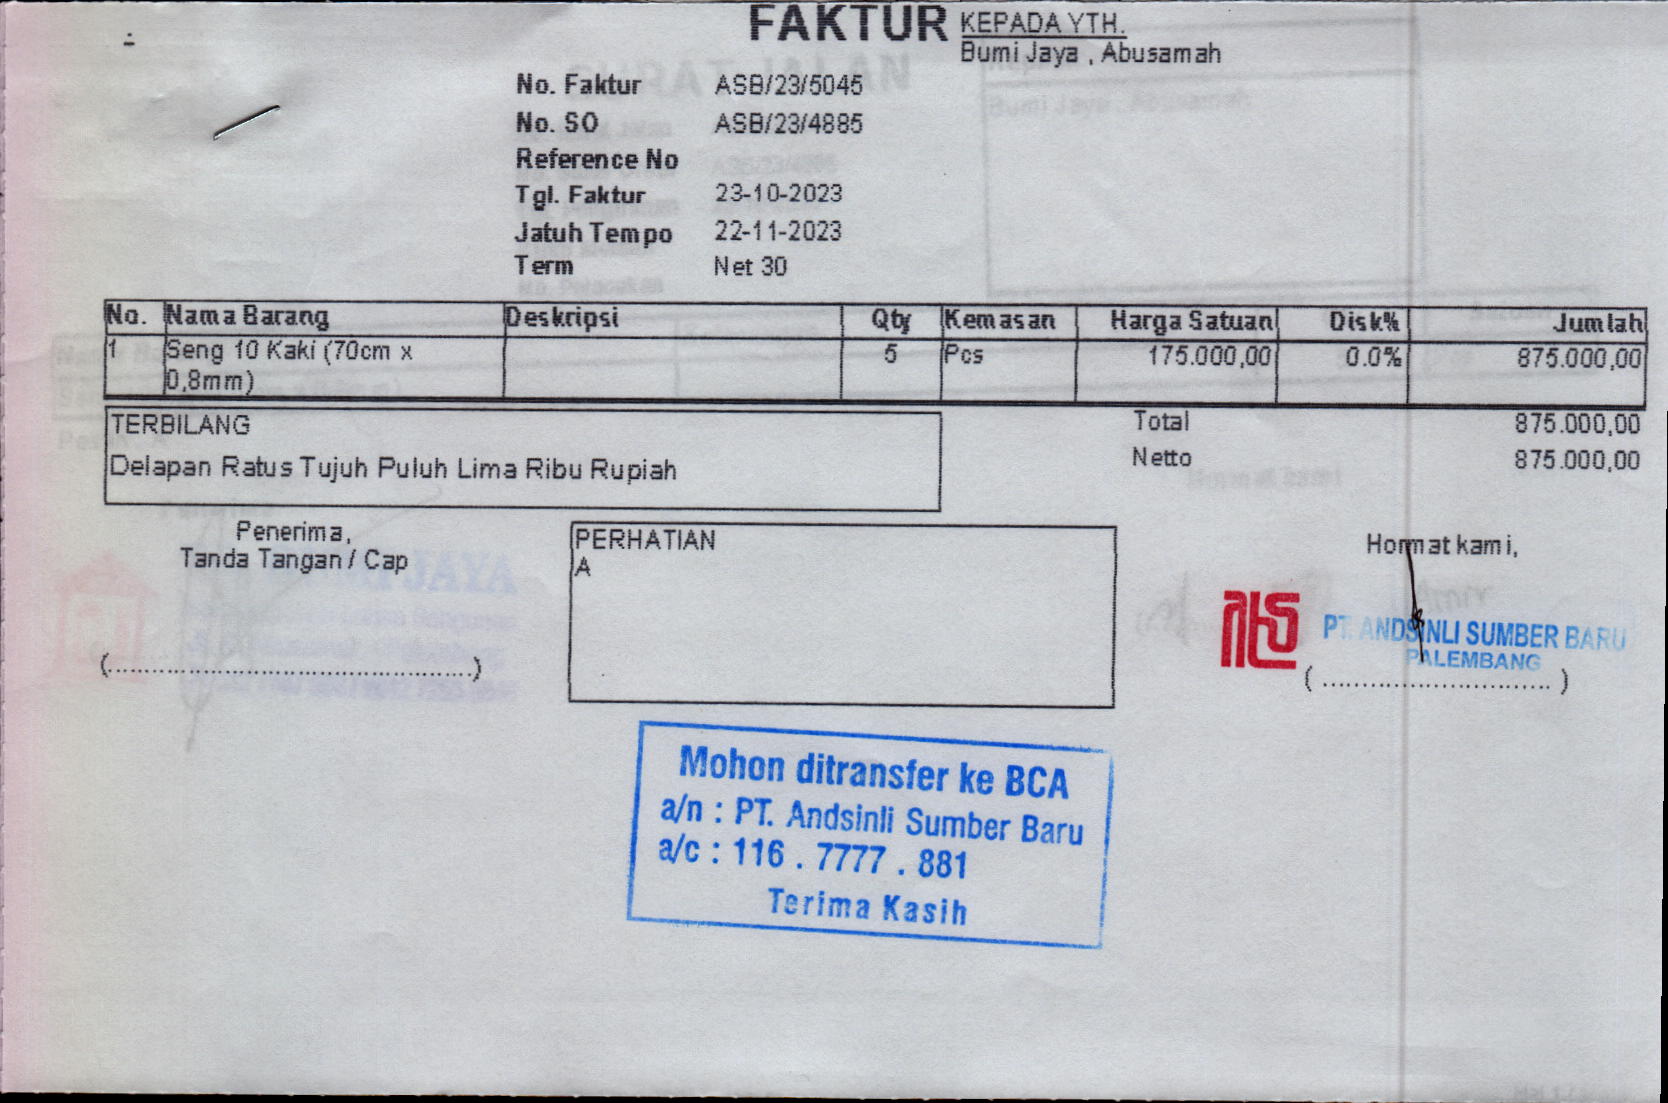 FAKTUR
KEPADA YTH.
Bumi Jaya , Abusamah
No. Faktur ASB/23/5045
No. SO ASB/23/4885
Reference No
Tgl. Faktur 23-10-2023
Jatuh Tempo 22-11-2023
Term Net 30
No. Nama Barang Deskripsi Qty Kemasan Harga Satuan Disk% Jumlah
1 Seng 10 Kaki (70cm x 5 Pcs 175.000,00 0.0% 875.000,00
0,8mm)
TERBILANG Total 875.000,00
Delapan Ratus Tujuh Puluh Lima Ribu Rupiah Netto 875.000,00
Penerima,
Tanda Tangan / Cap
(................................................)
PERHATIAN
A
Hormat kami,
PT. ANDSINLI SUMBER BARU
PALEMBANG
( ............................. )
Mohon ditransfer ke BCA
a/n : PT. Andsinli Sumber Baru
a/c : 116 . 7777 . 881
Terima Kasih